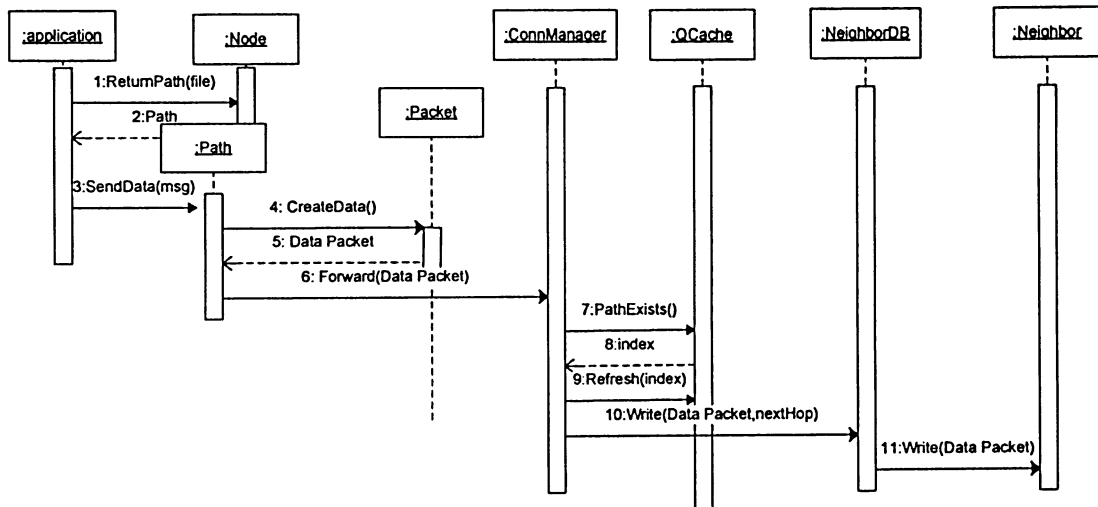 :application
:Node
:ConnManager
:QCache
:NeighborDB
:Neighbor
1:ReturnPath(file)
2:Path
:Packet
:Path
3:SendData(msg)
4: CreateData()
5: Data Packet
6: Forward(Data Packet)
7:PathExists()
8:index
9:Refresh(index)
10:Write(Data Packet,nextHop)
11:Write(Data Packet)